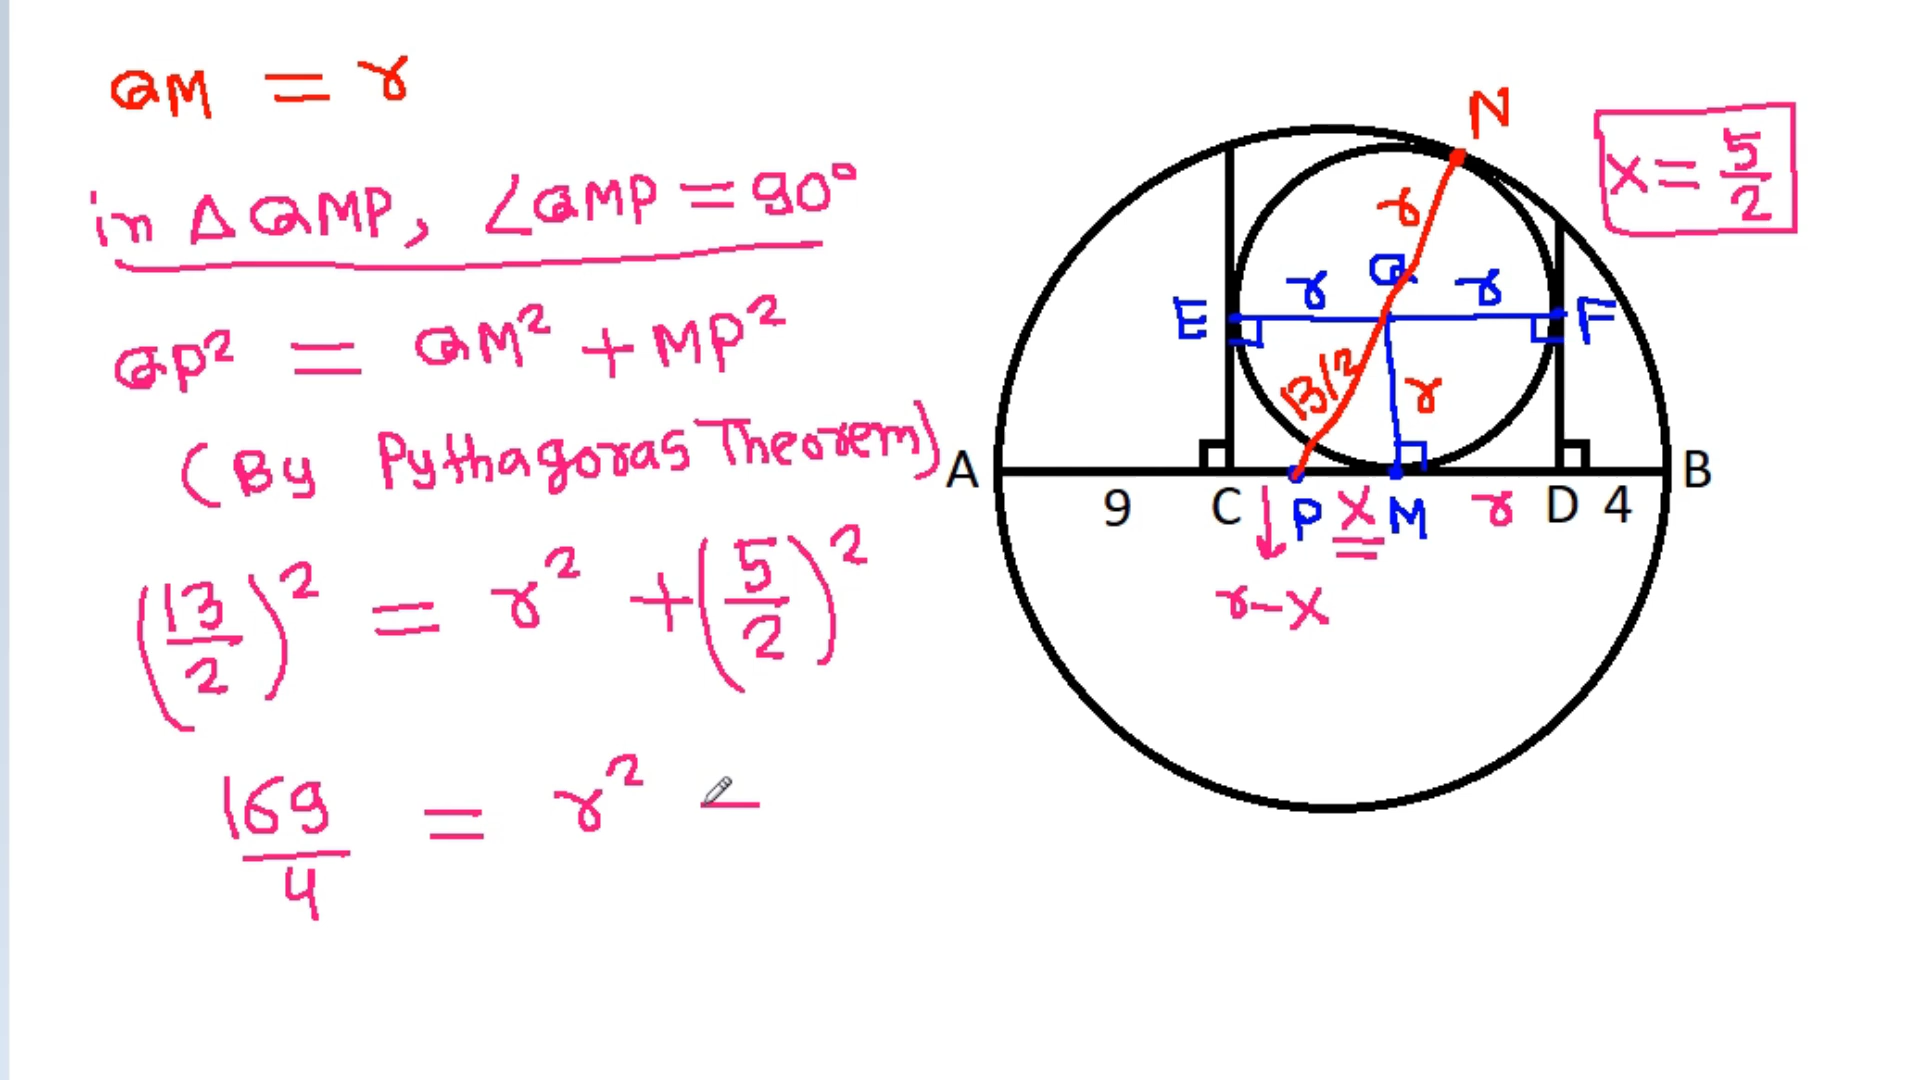 QM = r
in Δ QMP, ∠QMP = 90°
QP² = QM² + MP²
(By Pythagoras Theorem)
(13/2)² = r² + (5/2)²
169/4 = r² –
N
x = 5/2
r
Q
r r
E F
13/2 r
A B
9 C P x M r D 4
r-x